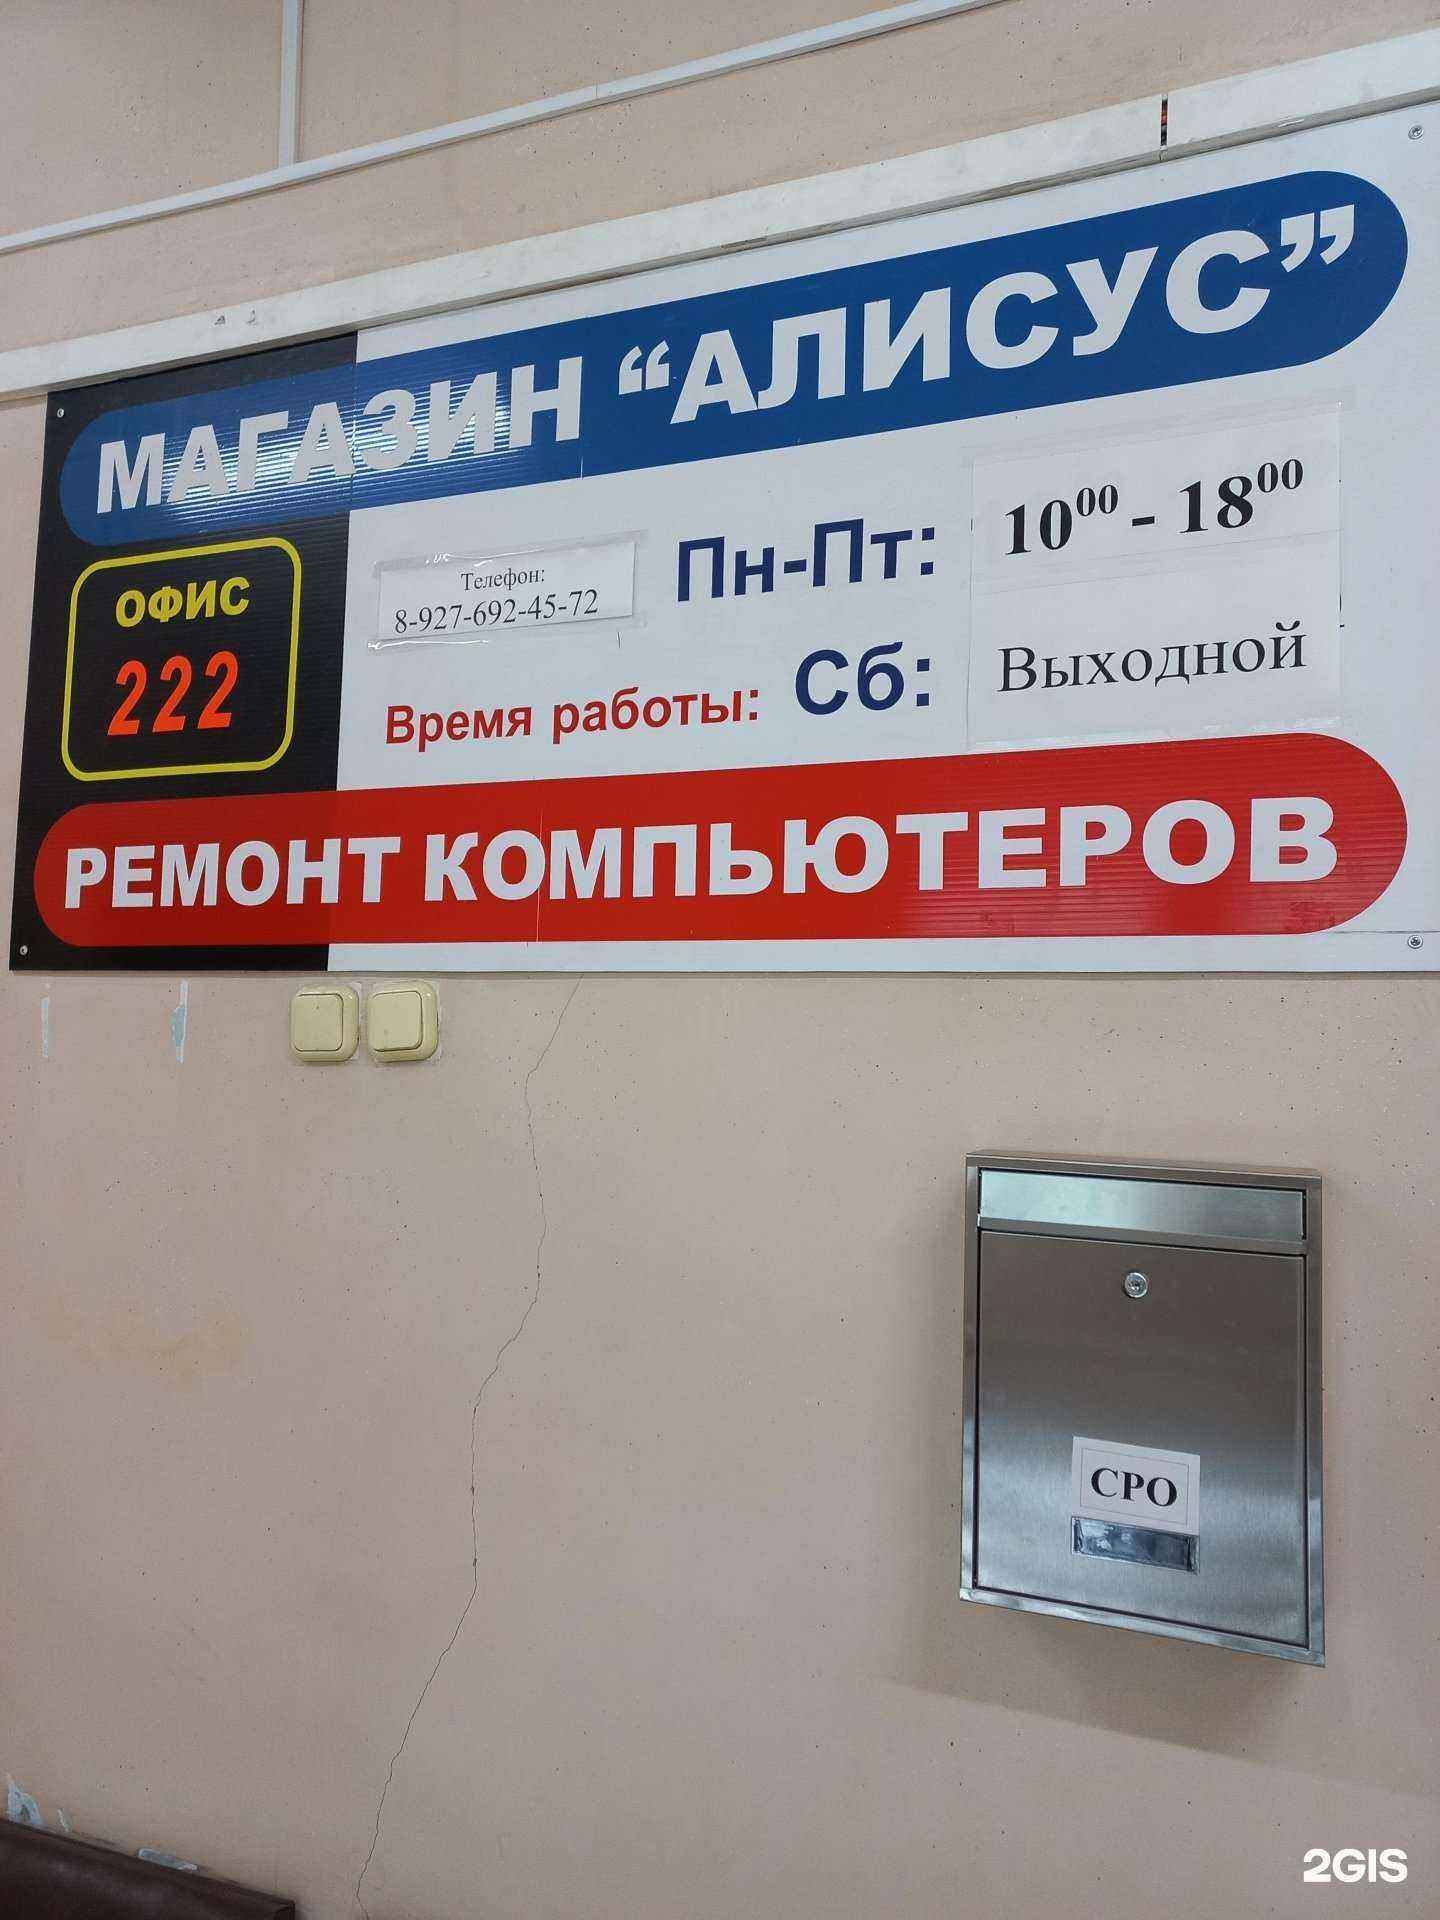 МАГАЗИН “АЛИСУС”
ОФИС
222
Телефон:
8-927-692-45-72
Пн-Пт: 10⁰⁰ - 18⁰⁰
Время работы: Сб: Выходной
РЕМОНТ КОМПЬЮТЕРОВ
СРО
2GIS